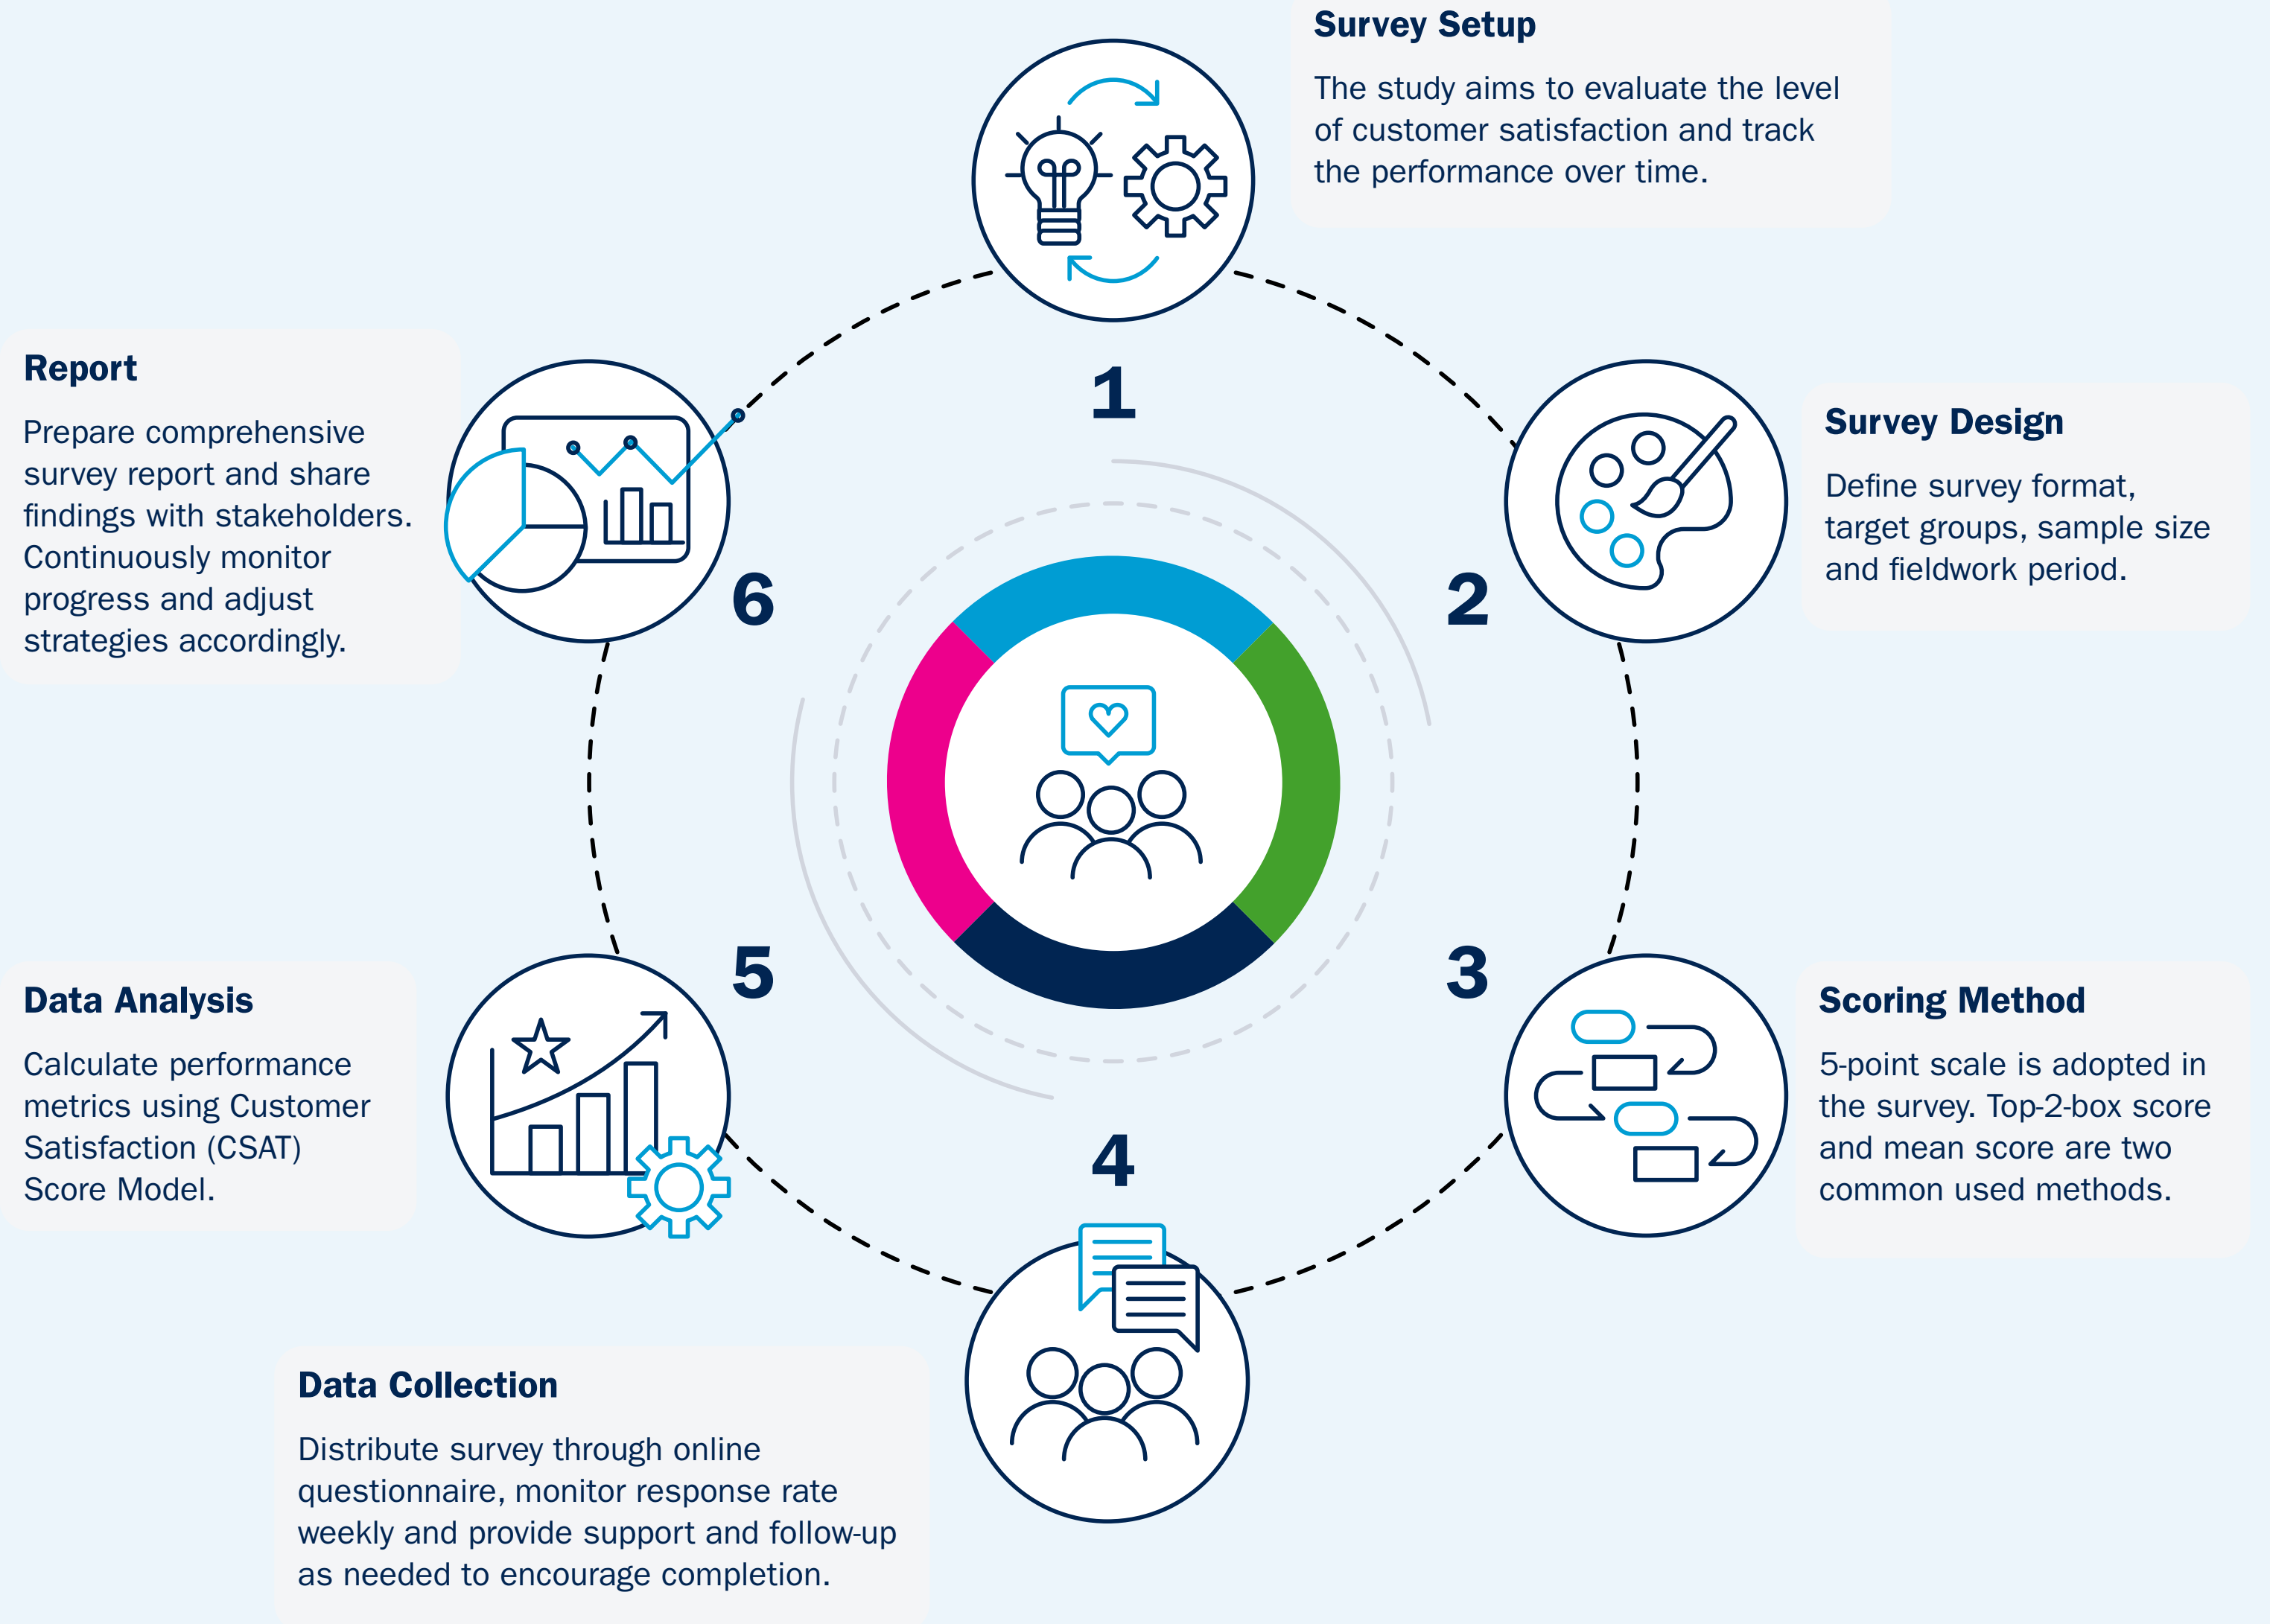 Survey Setup
The study aims to evaluate the level
of customer satisfaction and track
the performance over time.
1
Survey Design
Define survey format,
target groups, sample size
and fieldwork period.
2
Scoring Method
5-point scale is adopted in
the survey. Top-2-box score
and mean score are two
common used methods.
3
4
Data Collection
Distribute survey through online
questionnaire, monitor response rate
weekly and provide support and follow-up
as needed to encourage completion.
5
Data Analysis
Calculate performance
metrics using Customer
Satisfaction (CSAT)
Score Model.
6
Report
Prepare comprehensive
survey report and share
findings with stakeholders.
Continuously monitor
progress and adjust
strategies accordingly.